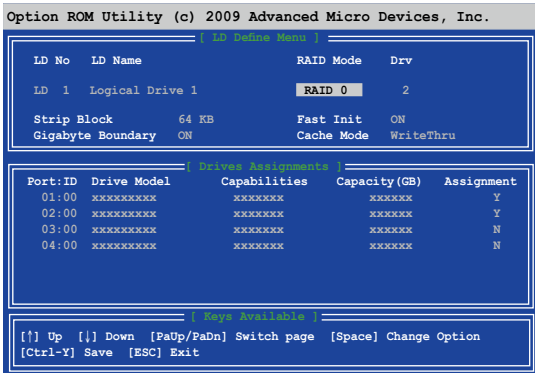 Option ROM Utility (c) 2009 Advanced Micro Devices, Inc.
[ LD Define Menu ]
LD No LD Name RAID Mode Drv
LD 1 Logical Drive 1 RAID 0 2
Strip Block 64 KB Fast Init ON
Gigabyte Boundary ON Cache Mode WriteThru
[ Drives Assignments ]
Port:ID Drive Model Capabilities Capacity(GB) Assignment
01:00 xxxxxxxxx xxxxxxx xxxxxx Y
02:00 xxxxxxxxx xxxxxxx xxxxxx Y
03:00 xxxxxxxxx xxxxxxx xxxxxx N
04:00 xxxxxxxxx xxxxxxx xxxxxx N
[ Keys Available ]
[↑] Up [↓] Down [PaUp/PaDn] Switch page [Space] Change Option
[Ctrl-Y] Save [ESC] Exit